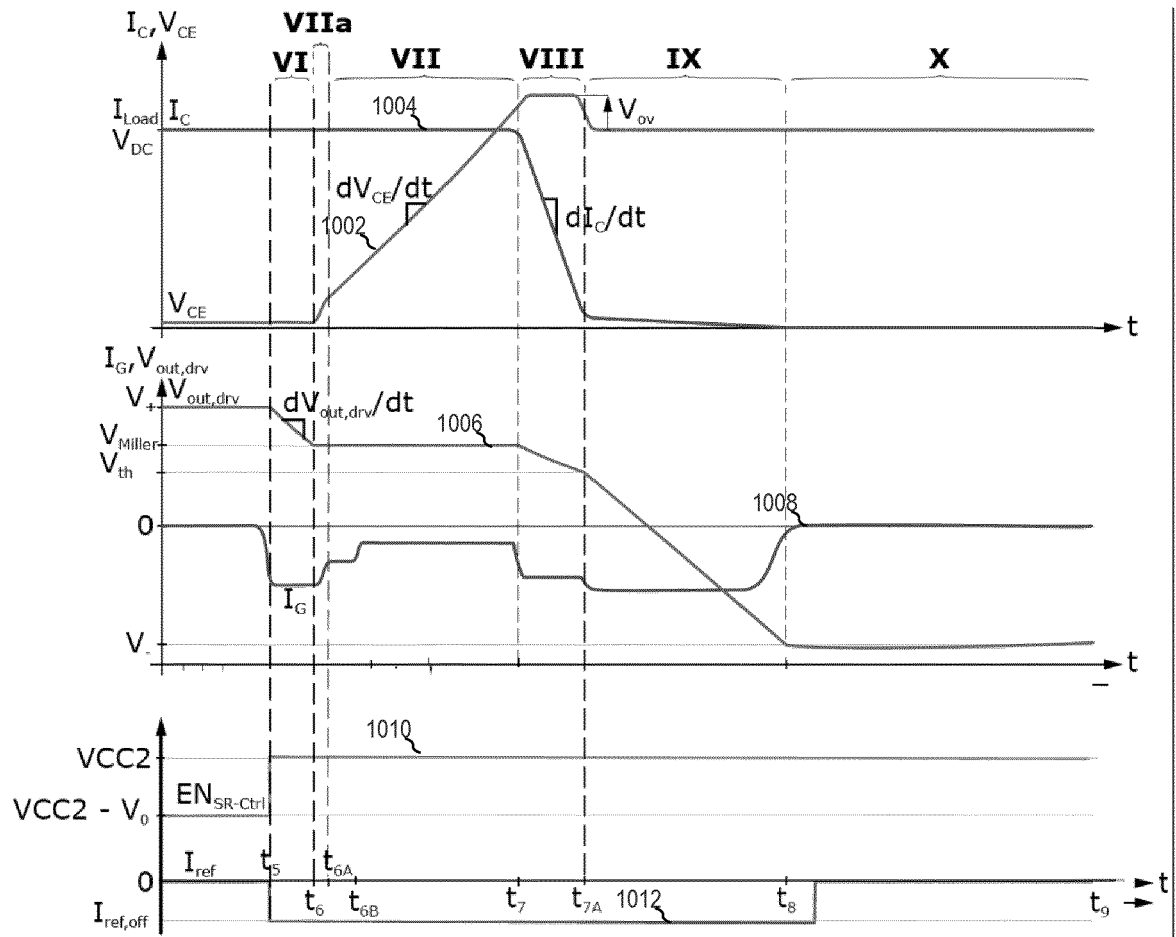 I_C,V_CE
VIIa
VI VII VIII IX X
I_Load I_C 1004 V_ov
V_DC
dV_CE/dt
1002 dI_C/dt
V_CE
t
I_G,V_out,drv
V_+ V_out,drv
dV_out,drv/dt
V_Miller 1006
V_th
0 1008
I_G
V_-
t
1010
VCC2
EN_SR-Ctrl
VCC2 - V_0
I_ref t_5 t_6A
0 t
t_6 t_6B t_7 t_7A 1012 t_8 t_9
I_ref,off